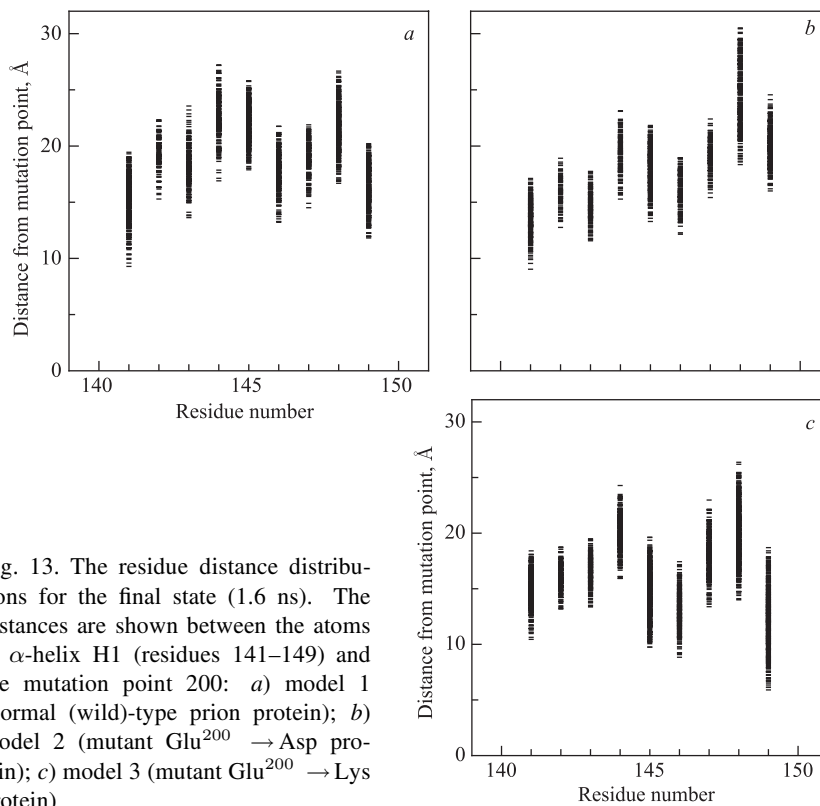 30
20
10
0
Distance from mutation point, Å
a
140
145
150
Residue number
b
30
20
10
0
Distance from mutation point, Å
c
140
145
150
Residue number
g. 13. The residue distance distribu-
ons for the final state (1.6 ns). The
stances are shown between the atoms
α-helix H1 (residues 141–149) and
e mutation point 200: a) model 1
ormal (wild)-type prion protein); b)
odel 2 (mutant Glu²⁰⁰ → Asp pro-
in); c) model 3 (mutant Glu²⁰⁰ → Lys
rotein)